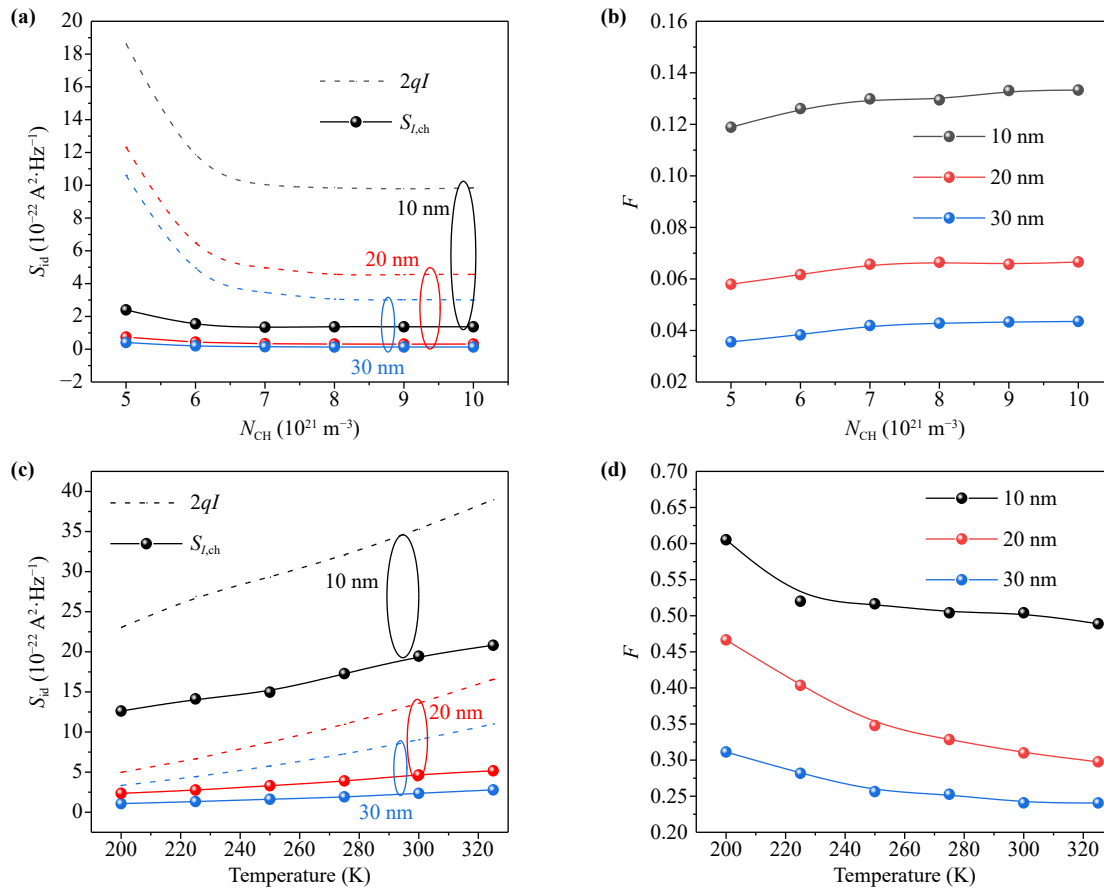 (a)
20
18
16
14
12
10
8
6
4
2
0
−2
S_id (10⁻²² A²·Hz⁻¹)
2qI
S_I,ch
10 nm
20 nm
30 nm
5 6 7 8 9 10
N_CH (10²¹ m⁻³)
(b)
0.16
0.14
0.12
0.10
0.08
0.06
0.04
0.02
F
10 nm
20 nm
30 nm
5 6 7 8 9 10
N_CH (10²¹ m⁻³)
(c)
40
35
30
25
20
15
10
5
0
S_id (10⁻²² A²·Hz⁻¹)
2qI
S_I,ch
10 nm
20 nm
30 nm
200 220 240 260 280 300 320
Temperature (K)
(d)
0.70
0.65
0.60
0.55
0.50
0.45
0.40
0.35
0.30
0.25
0.20
F
10 nm
20 nm
30 nm
200 220 240 260 280 300 320
Temperature (K)